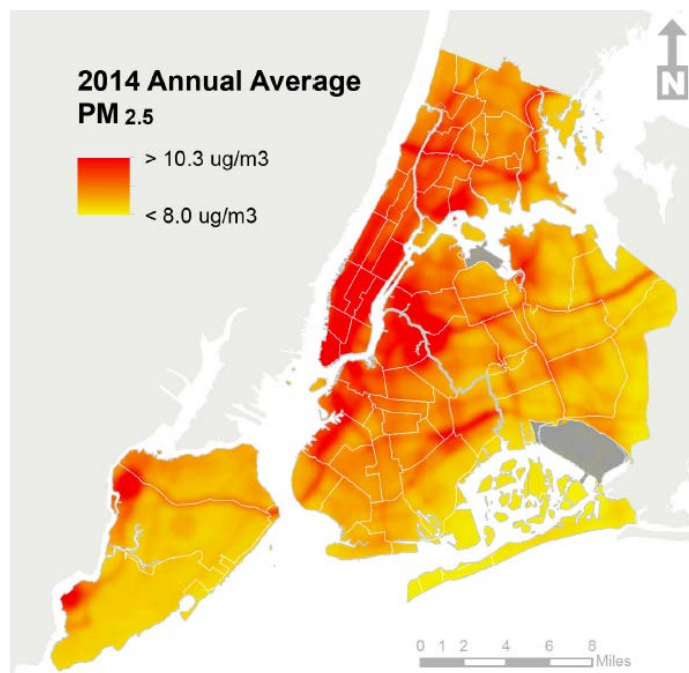 2014 Annual Average
PM 2.5
> 10.3 ug/m3
< 8.0 ug/m3
N
0 1 2 4 6 8
Miles